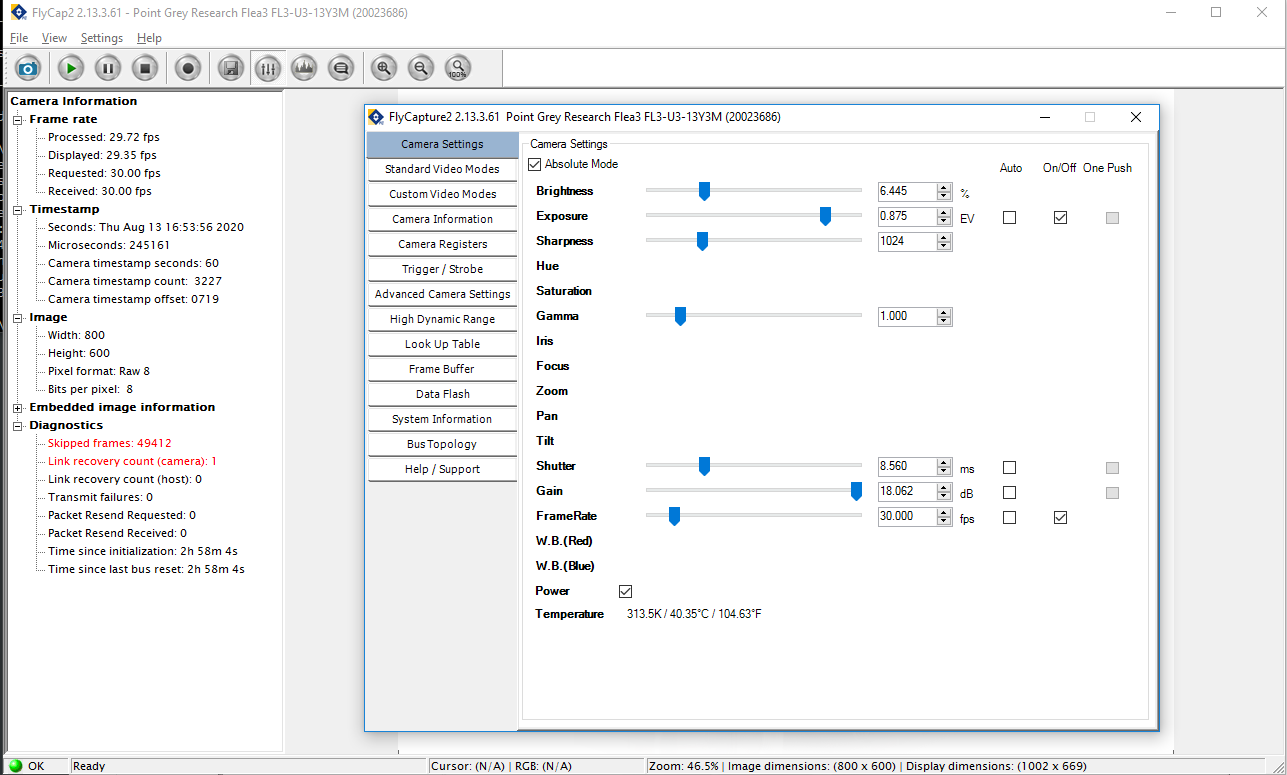 FlyCap2 2.13.3.61 - Point Grey Research Flea3 FL3-U3-13Y3M (20023686)
File View Settings Help
100%
Camera Information
Frame rate
Processed: 29.72 fps
Displayed: 29.35 fps
Requested: 30.00 fps
Received: 30.00 fps
Timestamp
Seconds: Thu Aug 13 16:53:56 2020
Microseconds: 245161
Camera timestamp seconds: 60
Camera timestamp count: 3227
Camera timestamp offset: 0719
Image
Width: 800
Height: 600
Pixel format: Raw 8
Bits per pixel: 8
Embedded image information
Diagnostics
Skipped frames: 49412
Link recovery count (camera): 1
Link recovery count (host): 0
Transmit failures: 0
Packet Resend Requested: 0
Packet Resend Received: 0
Time since initialization: 2h 58m 4s
Time since last bus reset: 2h 58m 4s
FlyCapture2 2.13.3.61 Point Grey Research Flea3 FL3-U3-13Y3M (20023686)
Camera Settings
Standard Video Modes
Custom Video Modes
Camera Information
Camera Registers
Trigger / Strobe
Advanced Camera Settings
High Dynamic Range
Look Up Table
Frame Buffer
Data Flash
System Information
Bus Topology
Help / Support
Camera Settings
Absolute Mode
Auto On/Off One Push
Brightness 6.445 %
Exposure 0.875 EV
Sharpness 1024
Hue
Saturation
Gamma 1.000
Iris
Focus
Zoom
Pan
Tilt
Shutter 8.560 ms
Gain 18.062 dB
FrameRate 30.000 fps
W.B.(Red)
W.B.(Blue)
Power
Temperature 313.5K / 40.35°C / 104.63°F
OK Ready Cursor: (N/A) | RGB: (N/A) Zoom: 46.5% | Image dimensions: (800 x 600) | Display dimensions: (1002 x 669)